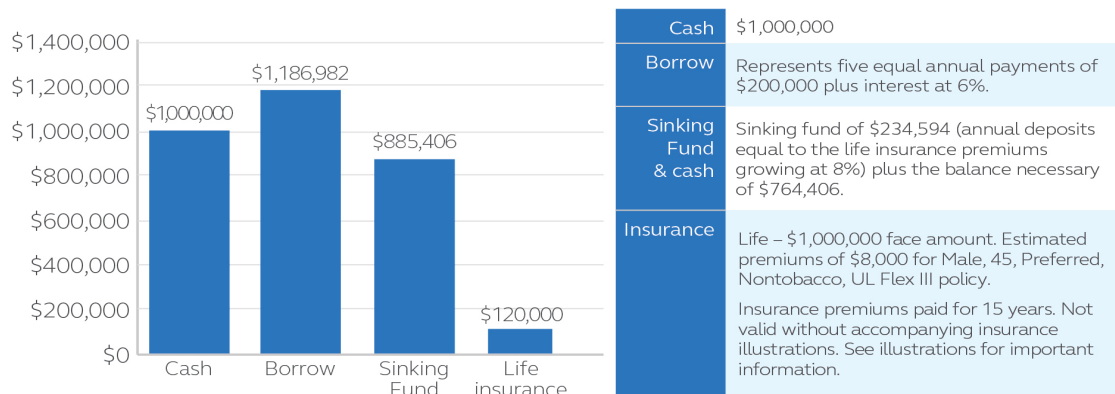 $1,400,000
$1,200,000
$1,000,000
$800,000
$600,000
$400,000
$200,000
$0
$1000000
$1,186,982
$885,406
$120,000
Cash
Borrow
Sinking
Fund
Life
insurance
Cash
$1,000,000
Borrow
Represents five equal annual payments of
$200,000 plus interest at 6%.
Sinking
Fund
& cash
Sinking fund of $234,594 (annual deposits
equal to the life insurance premiums
growing at 8%) plus the balance necessary
of $764,406.
Insurance
Life – $1,000,000 face amount. Estimated
premiums of $8,000 for Male, 45, Preferred,
Nontobacco, UL Flex III policy.
Insurance premiums paid for 15 years. Not
valid without accompanying insurance
illustrations. See illustrations for important
information.